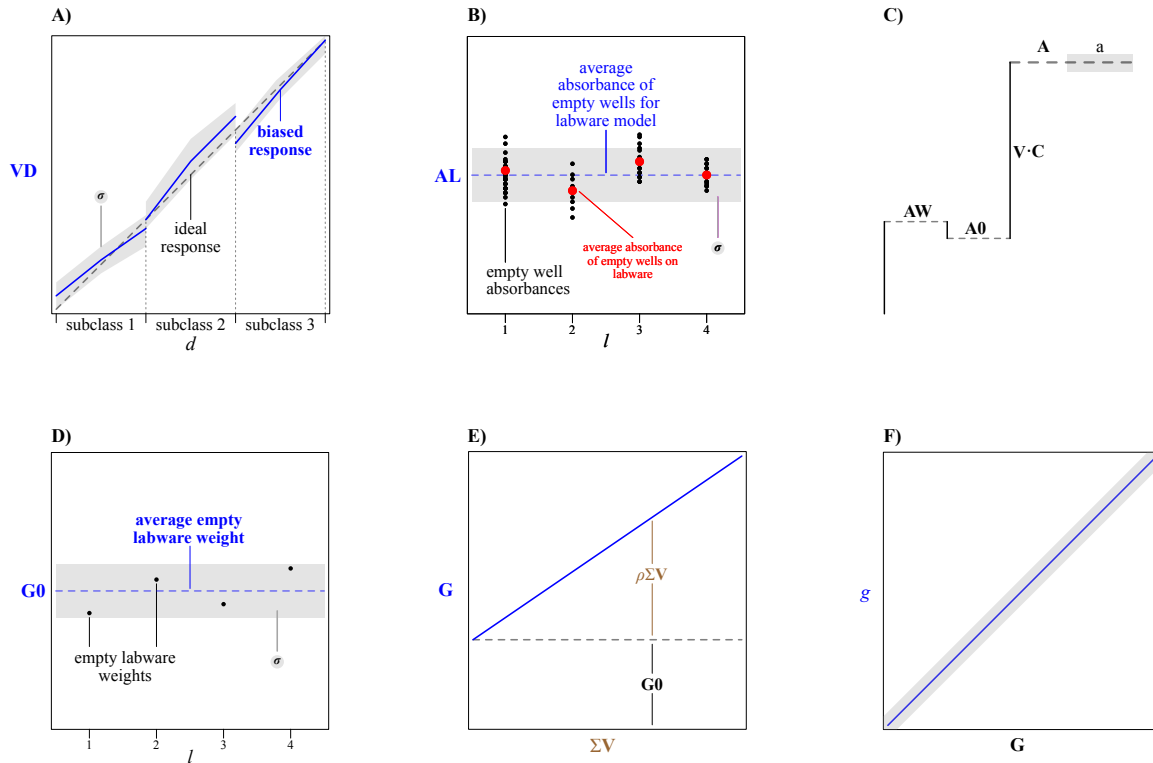 A)
VD
σ
biased
response
ideal
response
subclass 1
subclass 2
subclass 3
d
B)
average
absorbance of
empty wells for
labware model
AL
empty well
absorbances
average absorbance
of empty wells on
labware
σ
1
2
3
4
l
C)
A
a
V·C
AW
A0
D)
average empty
labware weight
G0
empty labware
weights
σ
1
2
3
4
l
E)
G
ρΣV
G0
ΣV
F)
g
G